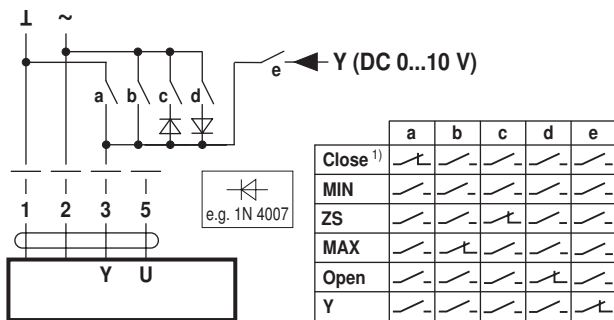 ⊥ ~
e Y (DC 0...10 V)
a b c d
1 2 3 5
e.g. 1N 4007
Y U
a b c d e
Close 1)
MIN
ZS
MAX
Open
Y